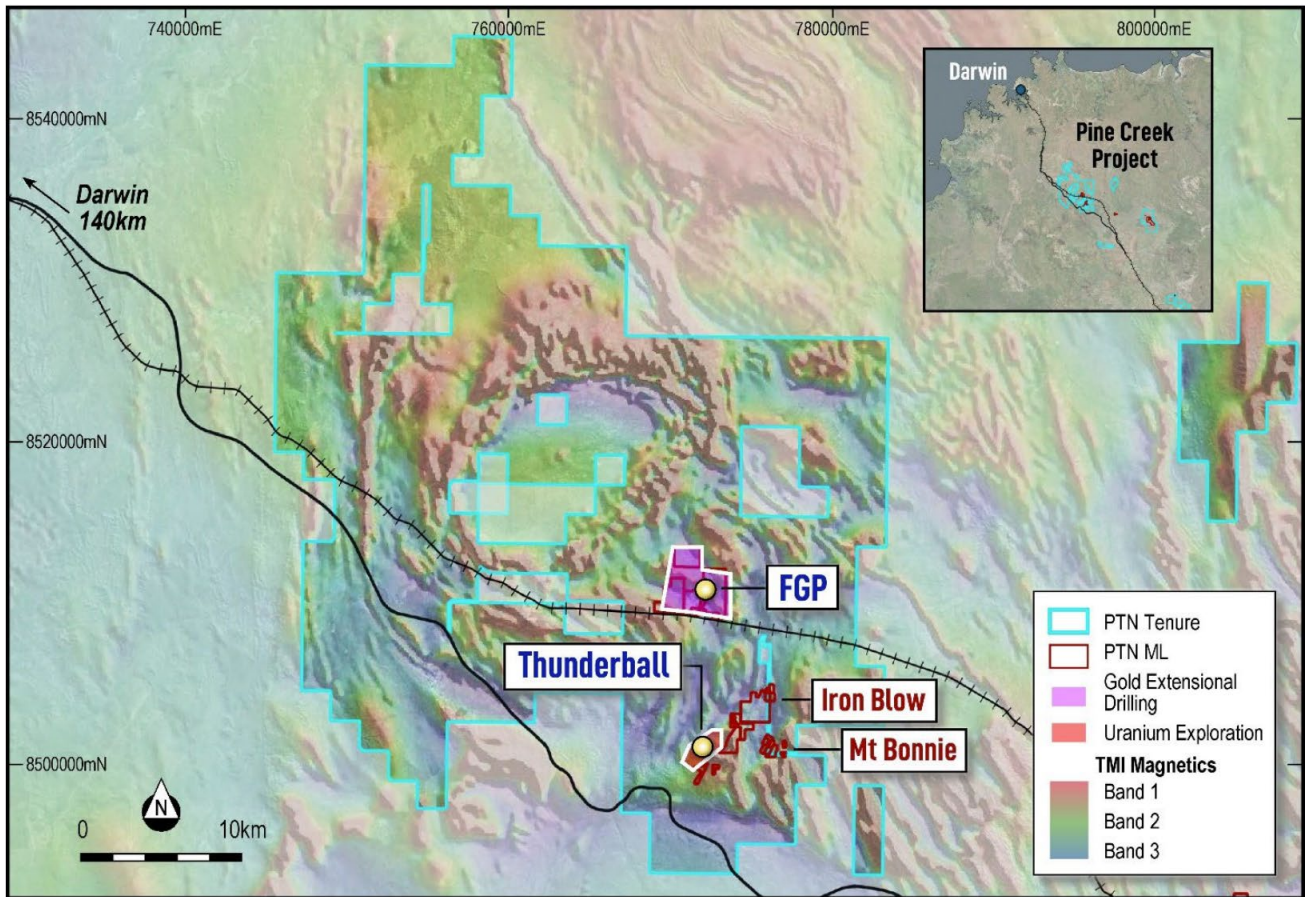 740000mE
760000mE
780000mE
800000mE
8540000mN
8520000mN
8500000mN
Darwin
140km
Darwin
Pine Creek
Project
FGP
Thunderball
Iron Blow
Mt Bonnie
N
0
10km
PTN Tenure
PTN ML
Gold Extensional
Drilling
Uranium Exploration
TMI Magnetics
Band 1
Band 2
Band 3